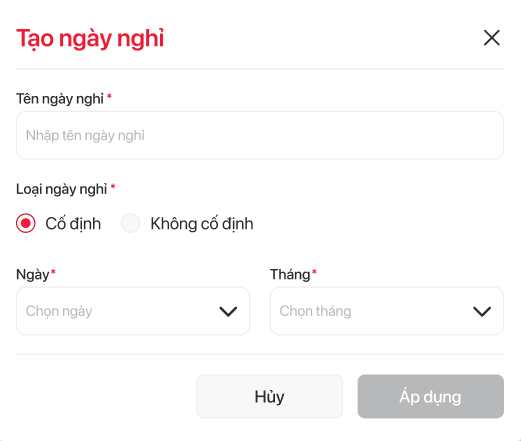 Tạo ngày nghỉ
Tên ngày nghỉ *
Nhập tên ngày nghỉ
Loại ngày nghỉ *
Cố định Không cố định
Ngày* Tháng*
Chọn ngày Chọn tháng
Hủy Áp dụng